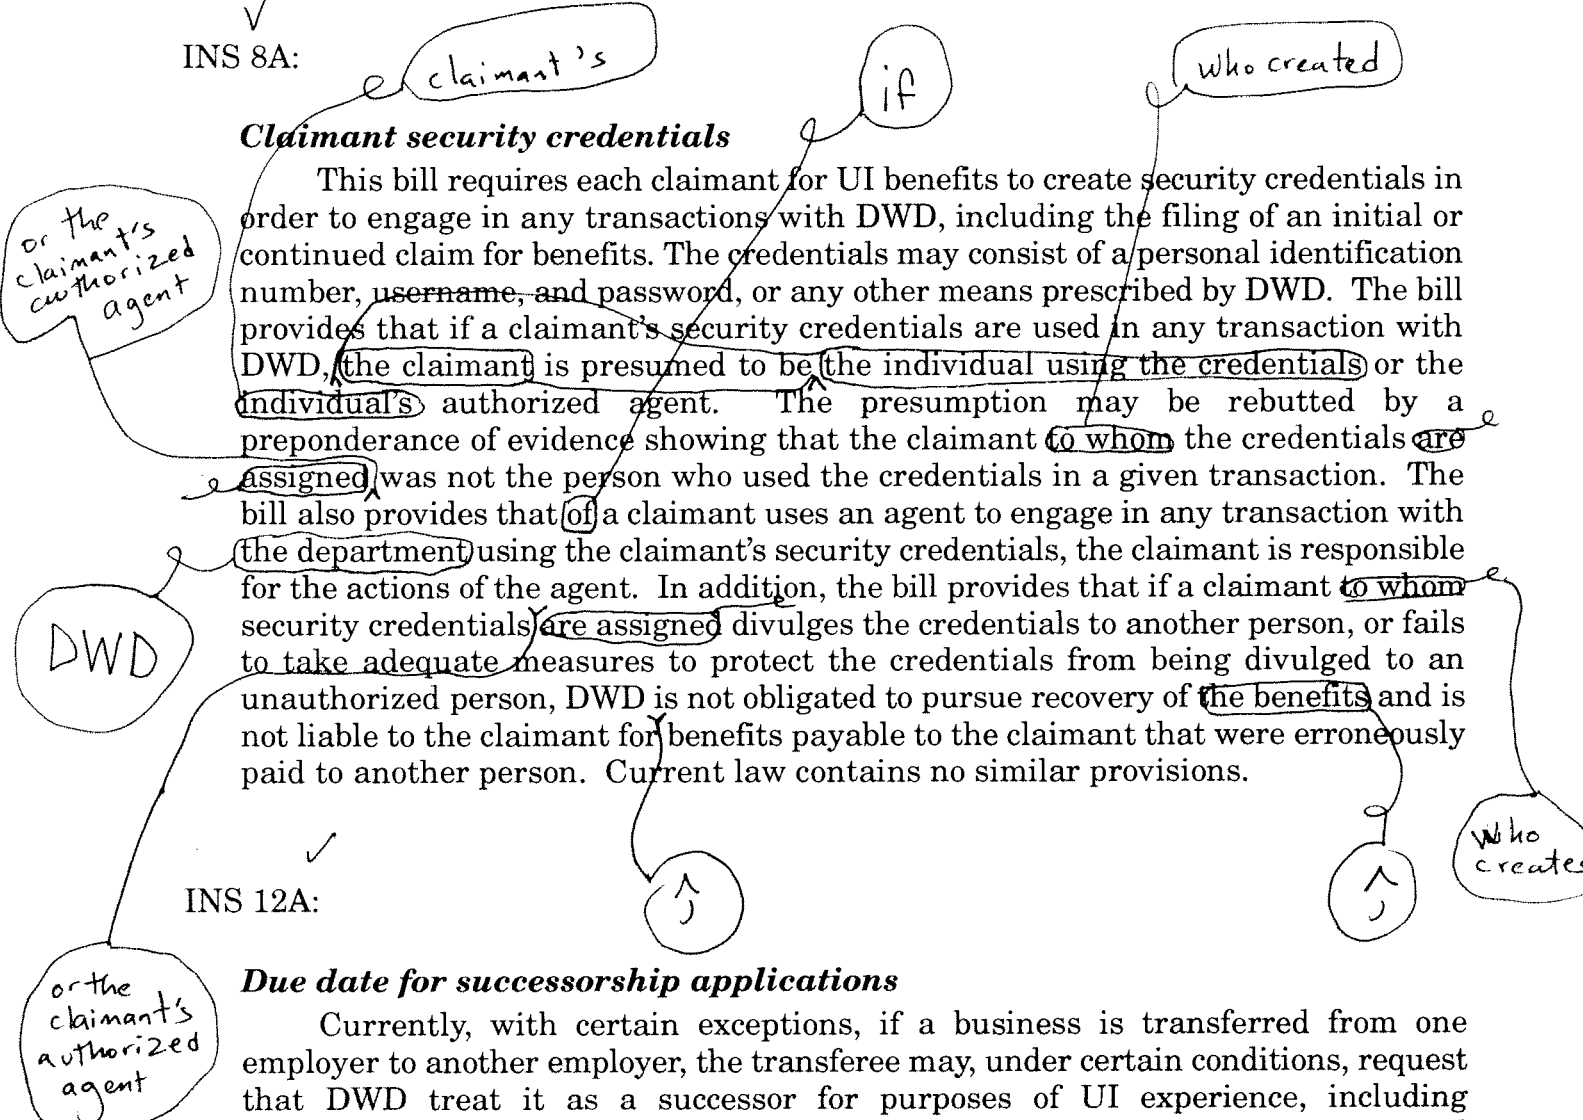 ✓
INS 8A:
claimant's
if
who created
Claimant security credentials
This bill requires each claimant for UI benefits to create security credentials in
order to engage in any transactions with DWD, including the filing of an initial or
continued claim for benefits. The credentials may consist of a personal identification
number, username, and password, or any other means prescribed by DWD. The bill
provides that if a claimant's security credentials are used in any transaction with
DWD, the claimant is presumed to be the individual using the credentials or the
individual's authorized agent. The presumption may be rebutted by a
preponderance of evidence showing that the claimant to whom the credentials are
assigned was not the person who used the credentials in a given transaction. The
bill also provides that of a claimant uses an agent to engage in any transaction with
the department using the claimant's security credentials, the claimant is responsible
for the actions of the agent. In addition, the bill provides that if a claimant to whom
security credentials are assigned divulges the credentials to another person, or fails
to take adequate measures to protect the credentials from being divulged to an
unauthorized person, DWD is not obligated to pursue recovery of the benefits and is
not liable to the claimant for benefits payable to the claimant that were erroneously
paid to another person. Current law contains no similar provisions.
or the
claimant's
authorized
agent
DWD
who
creates
✓
INS 12A:
or the
claimant's
authorized
agent
Due date for successorship applications
Currently, with certain exceptions, if a business is transferred from one
employer to another employer, the transferee may, under certain conditions, request
that DWD treat it as a successor for purposes of UI experience, including